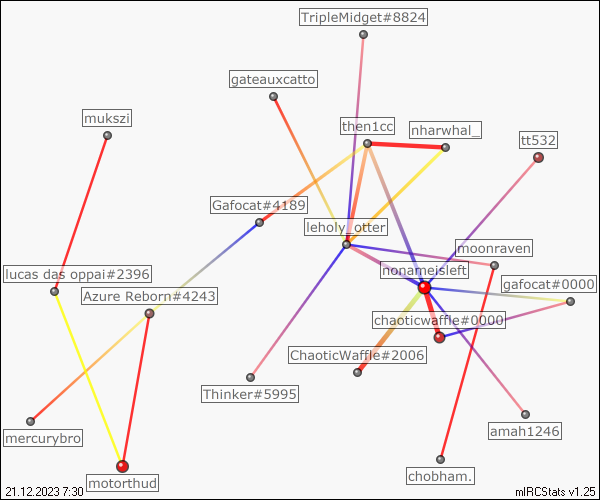 TripleMidget#8824
gateauxcatto
mukszi
then1cc
nharwhal_
tt532
Gafocat#4189
leholy_otter
moonraven
lucas das oppai#2396
nonameisleft
gafocat#0000
Azure Reborn#4243
chaoticwaffle#0000
ChaoticWaffle#2006
Thinker#5995
mercurybro
amah1246
motorthud
chobham.
21.12.2023 7:30
mIRCStats v1.25